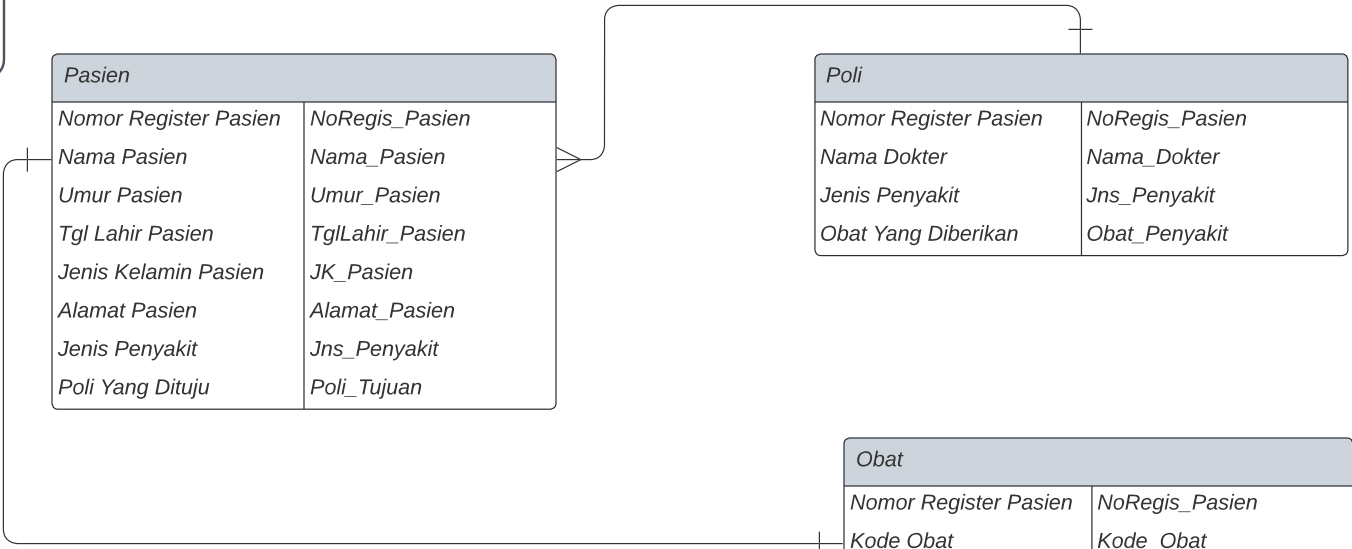 Pasien
Nomor Register Pasien NoRegis_Pasien
Nama Pasien Nama_Pasien
Umur Pasien Umur_Pasien
Tgl Lahir Pasien TglLahir_Pasien
Jenis Kelamin Pasien JK_Pasien
Alamat Pasien Alamat_Pasien
Jenis Penyakit Jns_Penyakit
Poli Yang Dituju Poli_Tujuan
Poli
Nomor Register Pasien NoRegis_Pasien
Nama Dokter Nama_Dokter
Jenis Penyakit Jns_Penyakit
Obat Yang Diberikan Obat_Penyakit
Obat
Nomor Register Pasien NoRegis_Pasien
Kode Obat Kode_Obat